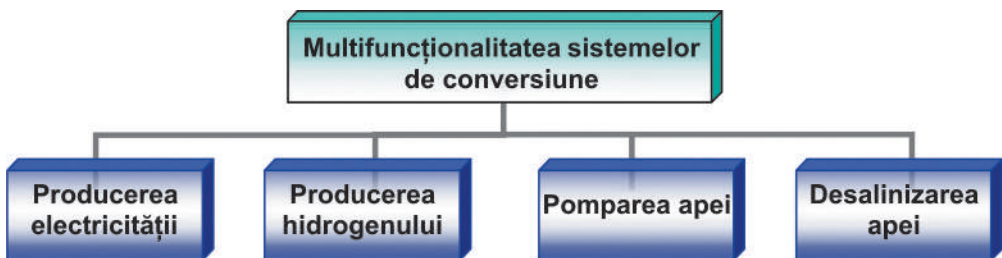 Multifuncționalitatea sistemelor
de conversiune
Producerea
electricității
Producerea
hidrogenului
Pomparea apei
Desalinizarea
apei